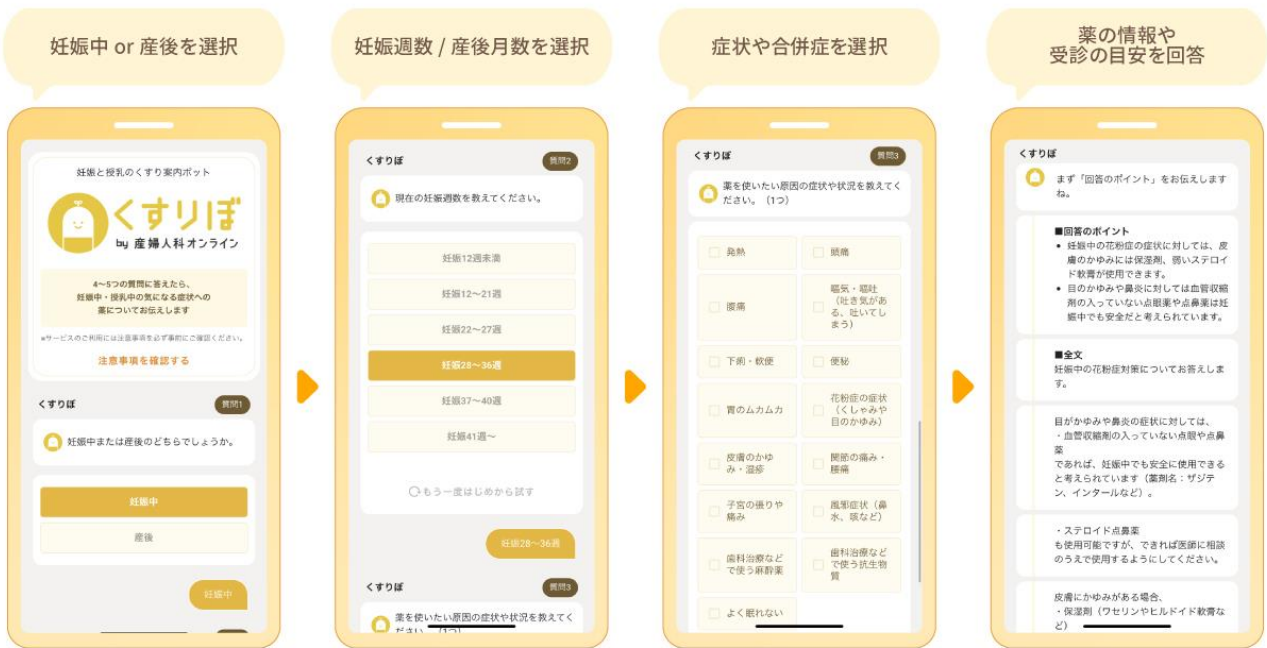 妊娠中 or 産後を選択
妊娠週数 / 産後月数を選択
症状や合併症を選択
薬の情報や
受診の目安を回答
妊娠と授乳のくすり案内ボット
くすりぼ
by 産婦人科オンライン
4〜5つの質問に答えたら、
妊娠中・授乳中の気になる症状への
薬についてお伝えします
※サービスのご利用には注意事項を必ず事前にご確認ください。
注意事項を確認する
くすりぼ
質問1
妊娠中または産後のどちらでしょうか。
妊娠中
産後
妊娠中
くすりぼ
質問2
現在の妊娠週数を教えてください。
妊娠12週未満
妊娠12〜21週
妊娠22〜27週
妊娠28〜36週
妊娠37〜40週
妊娠41週〜
もう一度はじめから試す
妊娠28〜36週
くすりぼ
質問3
薬を使いたい原因の症状や状況を教えてく
ださい。（1つ）
くすりぼ
質問3
薬を使いたい原因の症状や状況を教えてく
ださい。（1つ）
発熱
頭痛
腹痛
嘔気・嘔吐
（吐き気があ
る、吐いてし
まう）
下痢・軟便
便秘
胃のムカムカ
花粉症の症状
（くしゃみや
目のかゆみ）
皮膚のかゆ
み・湿疹
関節の痛み・
腰痛
子宮の張りや
痛み
風邪症状（鼻
水、咳など）
歯科治療など
で使う麻酔薬
歯科治療など
で使う抗生物
質
よく眠れない
くすりぼ
まず「回答のポイント」をお伝えします
ね。
■回答のポイント
• 妊娠中の花粉症の症状に対しては、皮
膚のかゆみには保湿剤、弱いステロイ
ド軟膏が使用できます。
• 目のかゆみや鼻炎に対しては血管収縮
剤の入っていない点眼薬や点鼻薬は妊
娠中でも安全だと考えられています。
■全文
妊娠中の花粉症対策についてお答えしま
す。
目がかゆみや鼻炎の症状に対しては、
・血管収縮剤の入っていない点眼や点鼻
薬
であれば、妊娠中でも安全に使用できる
と考えられています（薬剤名：ザジテ
ン、インタールなど）。
・ステロイド点鼻薬
も使用可能ですが、できれば医師に相談
のうえで使用するようにしてください。
皮膚にかゆみがある場合、
・保湿剤（ワセリンやヒルドイド軟膏な
ど）